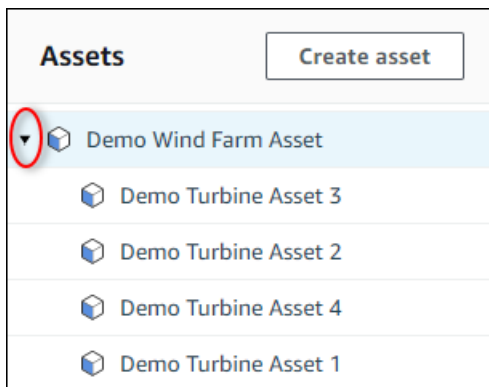 Assets
Create asset
Demo Wind Farm Asset
Demo Turbine Asset 3
Demo Turbine Asset 2
Demo Turbine Asset 4
Demo Turbine Asset 1